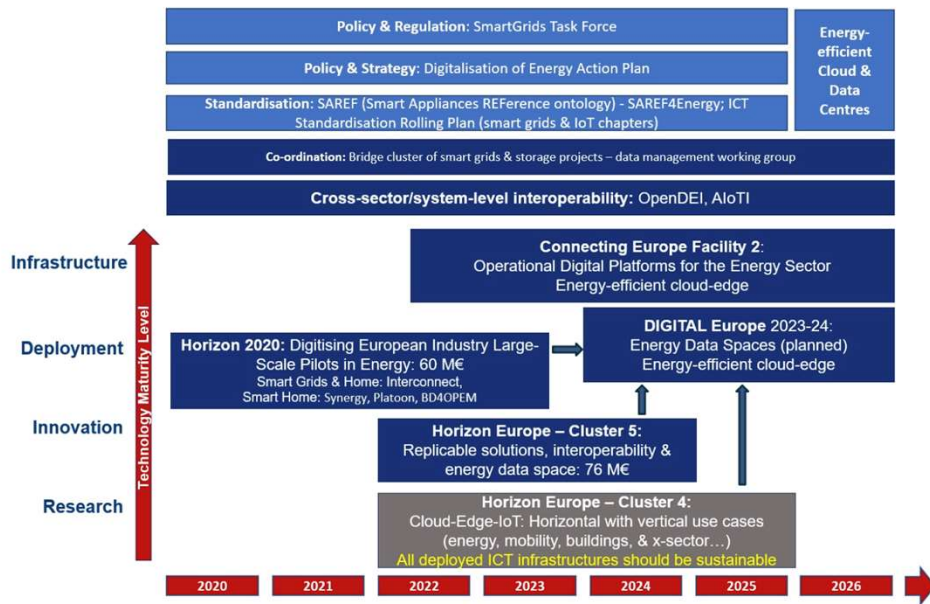 Policy & Regulation: SmartGrids Task Force
Policy & Strategy: Digitalisation of Energy Action Plan
Standardisation: SAREF (Smart Appliances REFerence ontology) - SAREF4Energy; ICT
Standardisation Rolling Plan (smart grids & IoT chapters)
Energy-
efficient
Cloud &
Data
Centres
Co-ordination: Bridge cluster of smart grids & storage projects – data management working group
Cross-sector/system-level interoperability: OpenDEI, AIoTI
Infrastructure
Deployment
Innovation
Research
Technology Maturity Level
Connecting Europe Facility 2:
Operational Digital Platforms for the Energy Sector
Energy-efficient cloud-edge
Horizon 2020: Digitising European Industry Large-
Scale Pilots in Energy: 60 M€
Smart Grids & Home: Interconnect,
Smart Home: Synergy, Platoon, BD4OPEM
DIGITAL Europe 2023-24:
Energy Data Spaces (planned)
Energy-efficient cloud-edge
Horizon Europe – Cluster 5:
Replicable solutions, interoperability &
energy data space: 76 M€
Horizon Europe – Cluster 4:
Cloud-Edge-IoT: Horizontal with vertical use cases
(energy, mobility, buildings, & x-sector…)
All deployed ICT infrastructures should be sustainable
2020
2021
2022
2023
2024
2025
2026